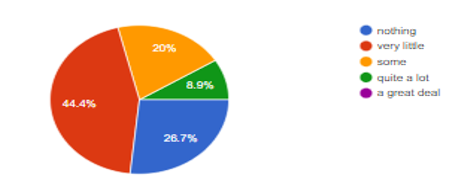 20%
8.9%
44.4%
26.7%
nothing
very little
some
quite a lot
a great deal